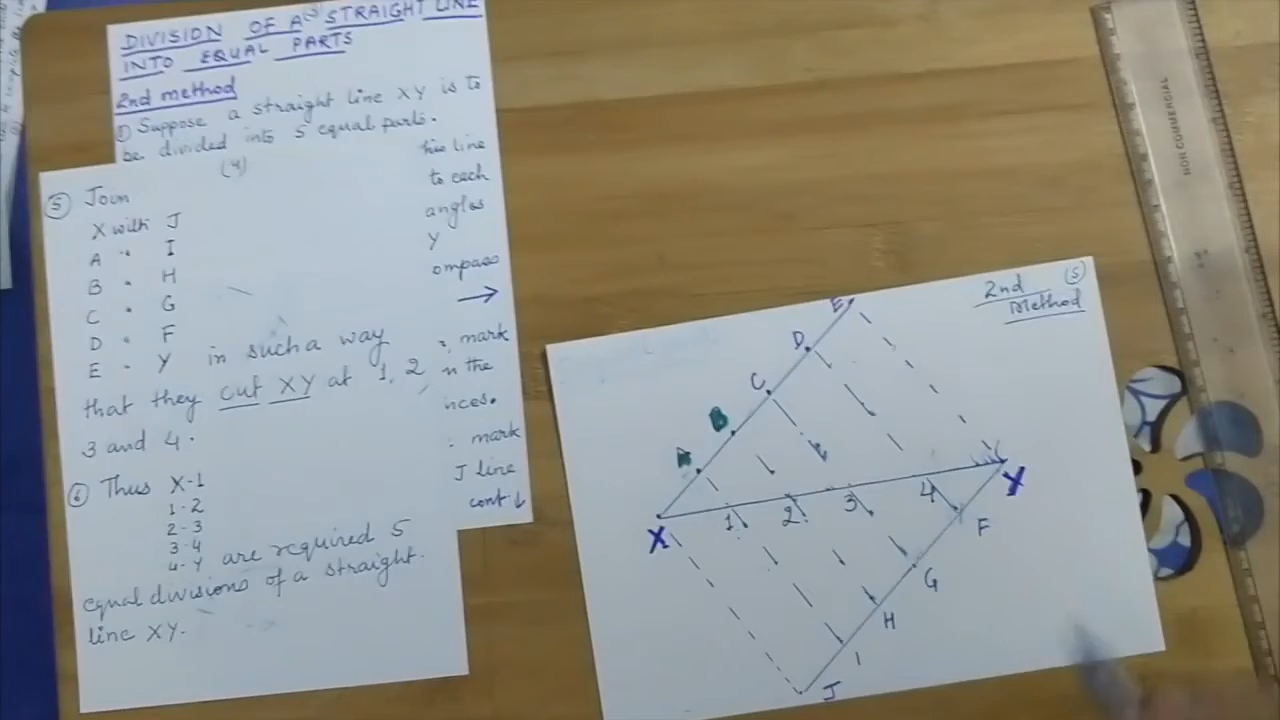 DIVISION OF A STRAIGHT LINE
INTO EQUAL PARTS
2nd method
① Suppose a straight line XY is to
be divided into 5 equal parts.
(4)
line
to each
angles
Y
ompass
→
mark
the
nces.
mark
J line
cont ↓
⑤ Join
X with J
A " I
B " H
C " G
D " F
E " Y in such a way
that they cut XY at 1, 2
3 and 4.
⑥ Thus X-1
1-2
2-3
3-4
4-Y are required 5
equal divisions of a straight
line XY.
2nd
Method
⑤
E
D
C
B
A
X
1
2
3
4
Y
F
G
H
I
J
NON COMMERCIAL